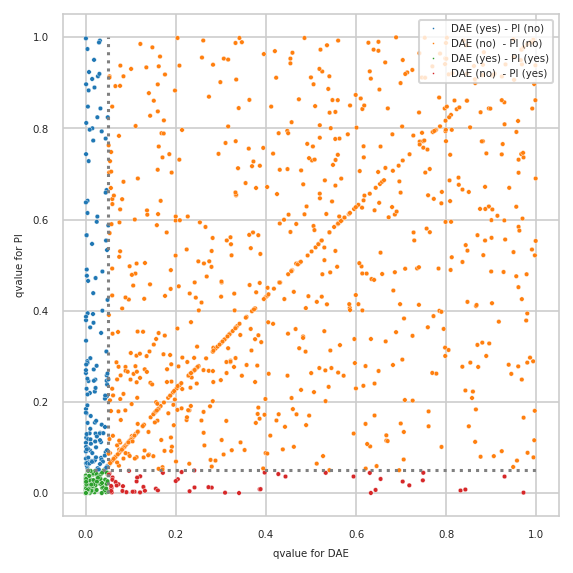 DAE (yes) - PI (no)
DAE (no)  - PI (no)
DAE (yes) - PI (yes)
DAE (no)  - PI (yes)
1.0
0.8
0.6
0.4
0.2
0.0
qvalue for PI
0.0 0.2 0.4 0.6 0.8 1.0
qvalue for DAE